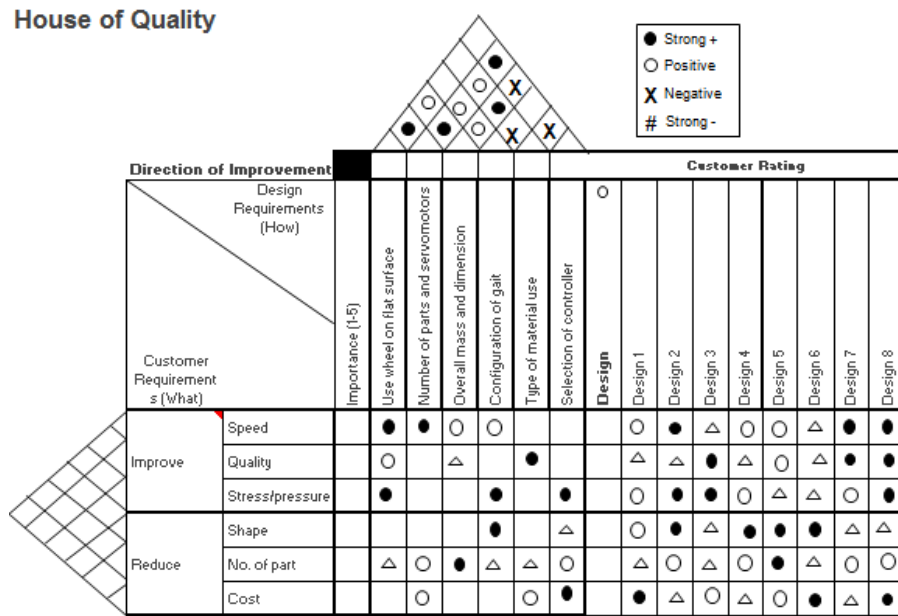 House of Quality
Strong +
Positive
X Negative
# Strong -
X
X
X
Direction of Improvement
Customer Rating
Design
Requirements
(How)
Customer
Requirement
s (What)
Importance (1-5)
Use wheel on flat surface
Number of parts and servomotors
Overall mass and dimension
Configuration of gait
Type of material use
Selection of controller
Design
Design 1
Design 2
Design 3
Design 4
Design 5
Design 6
Design 7
Design 8
Improve
Speed
Quality
Stress/pressure
Reduce
Shape
No. of part
Cost